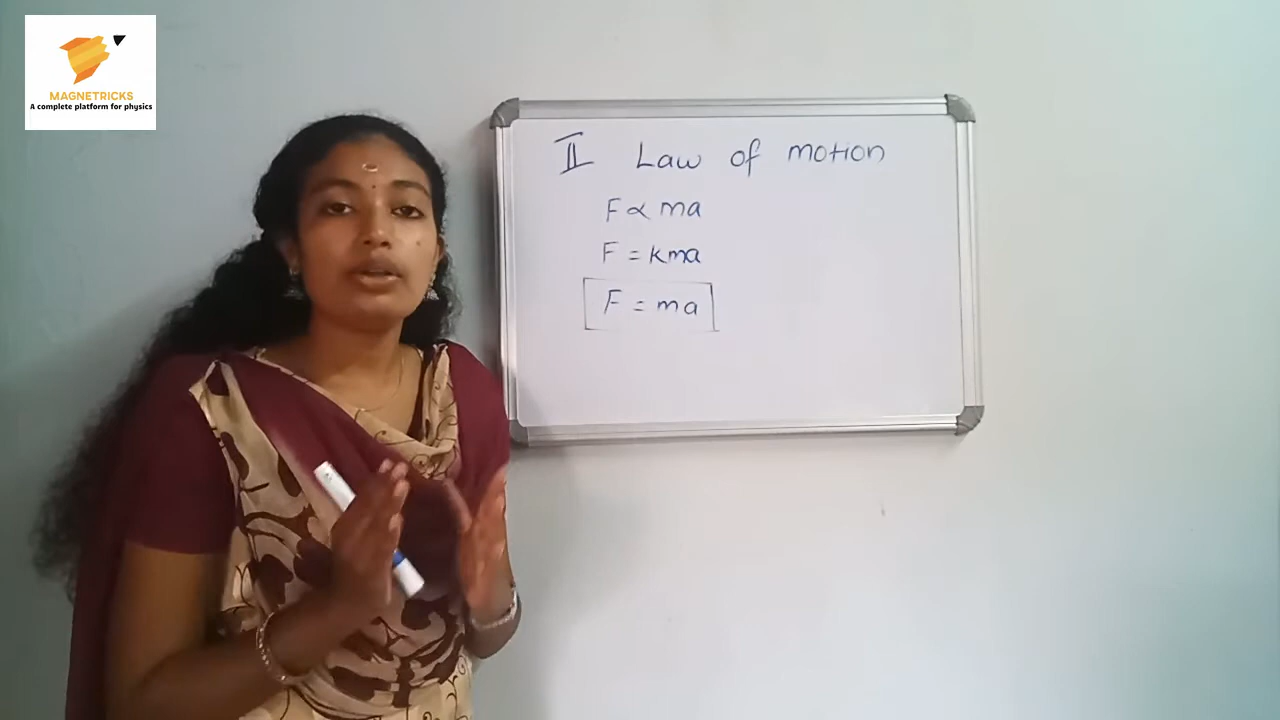 MAGNETRICKS
A complete platform for physics
II Law of motion
F ∝ ma
F = kma
F = ma